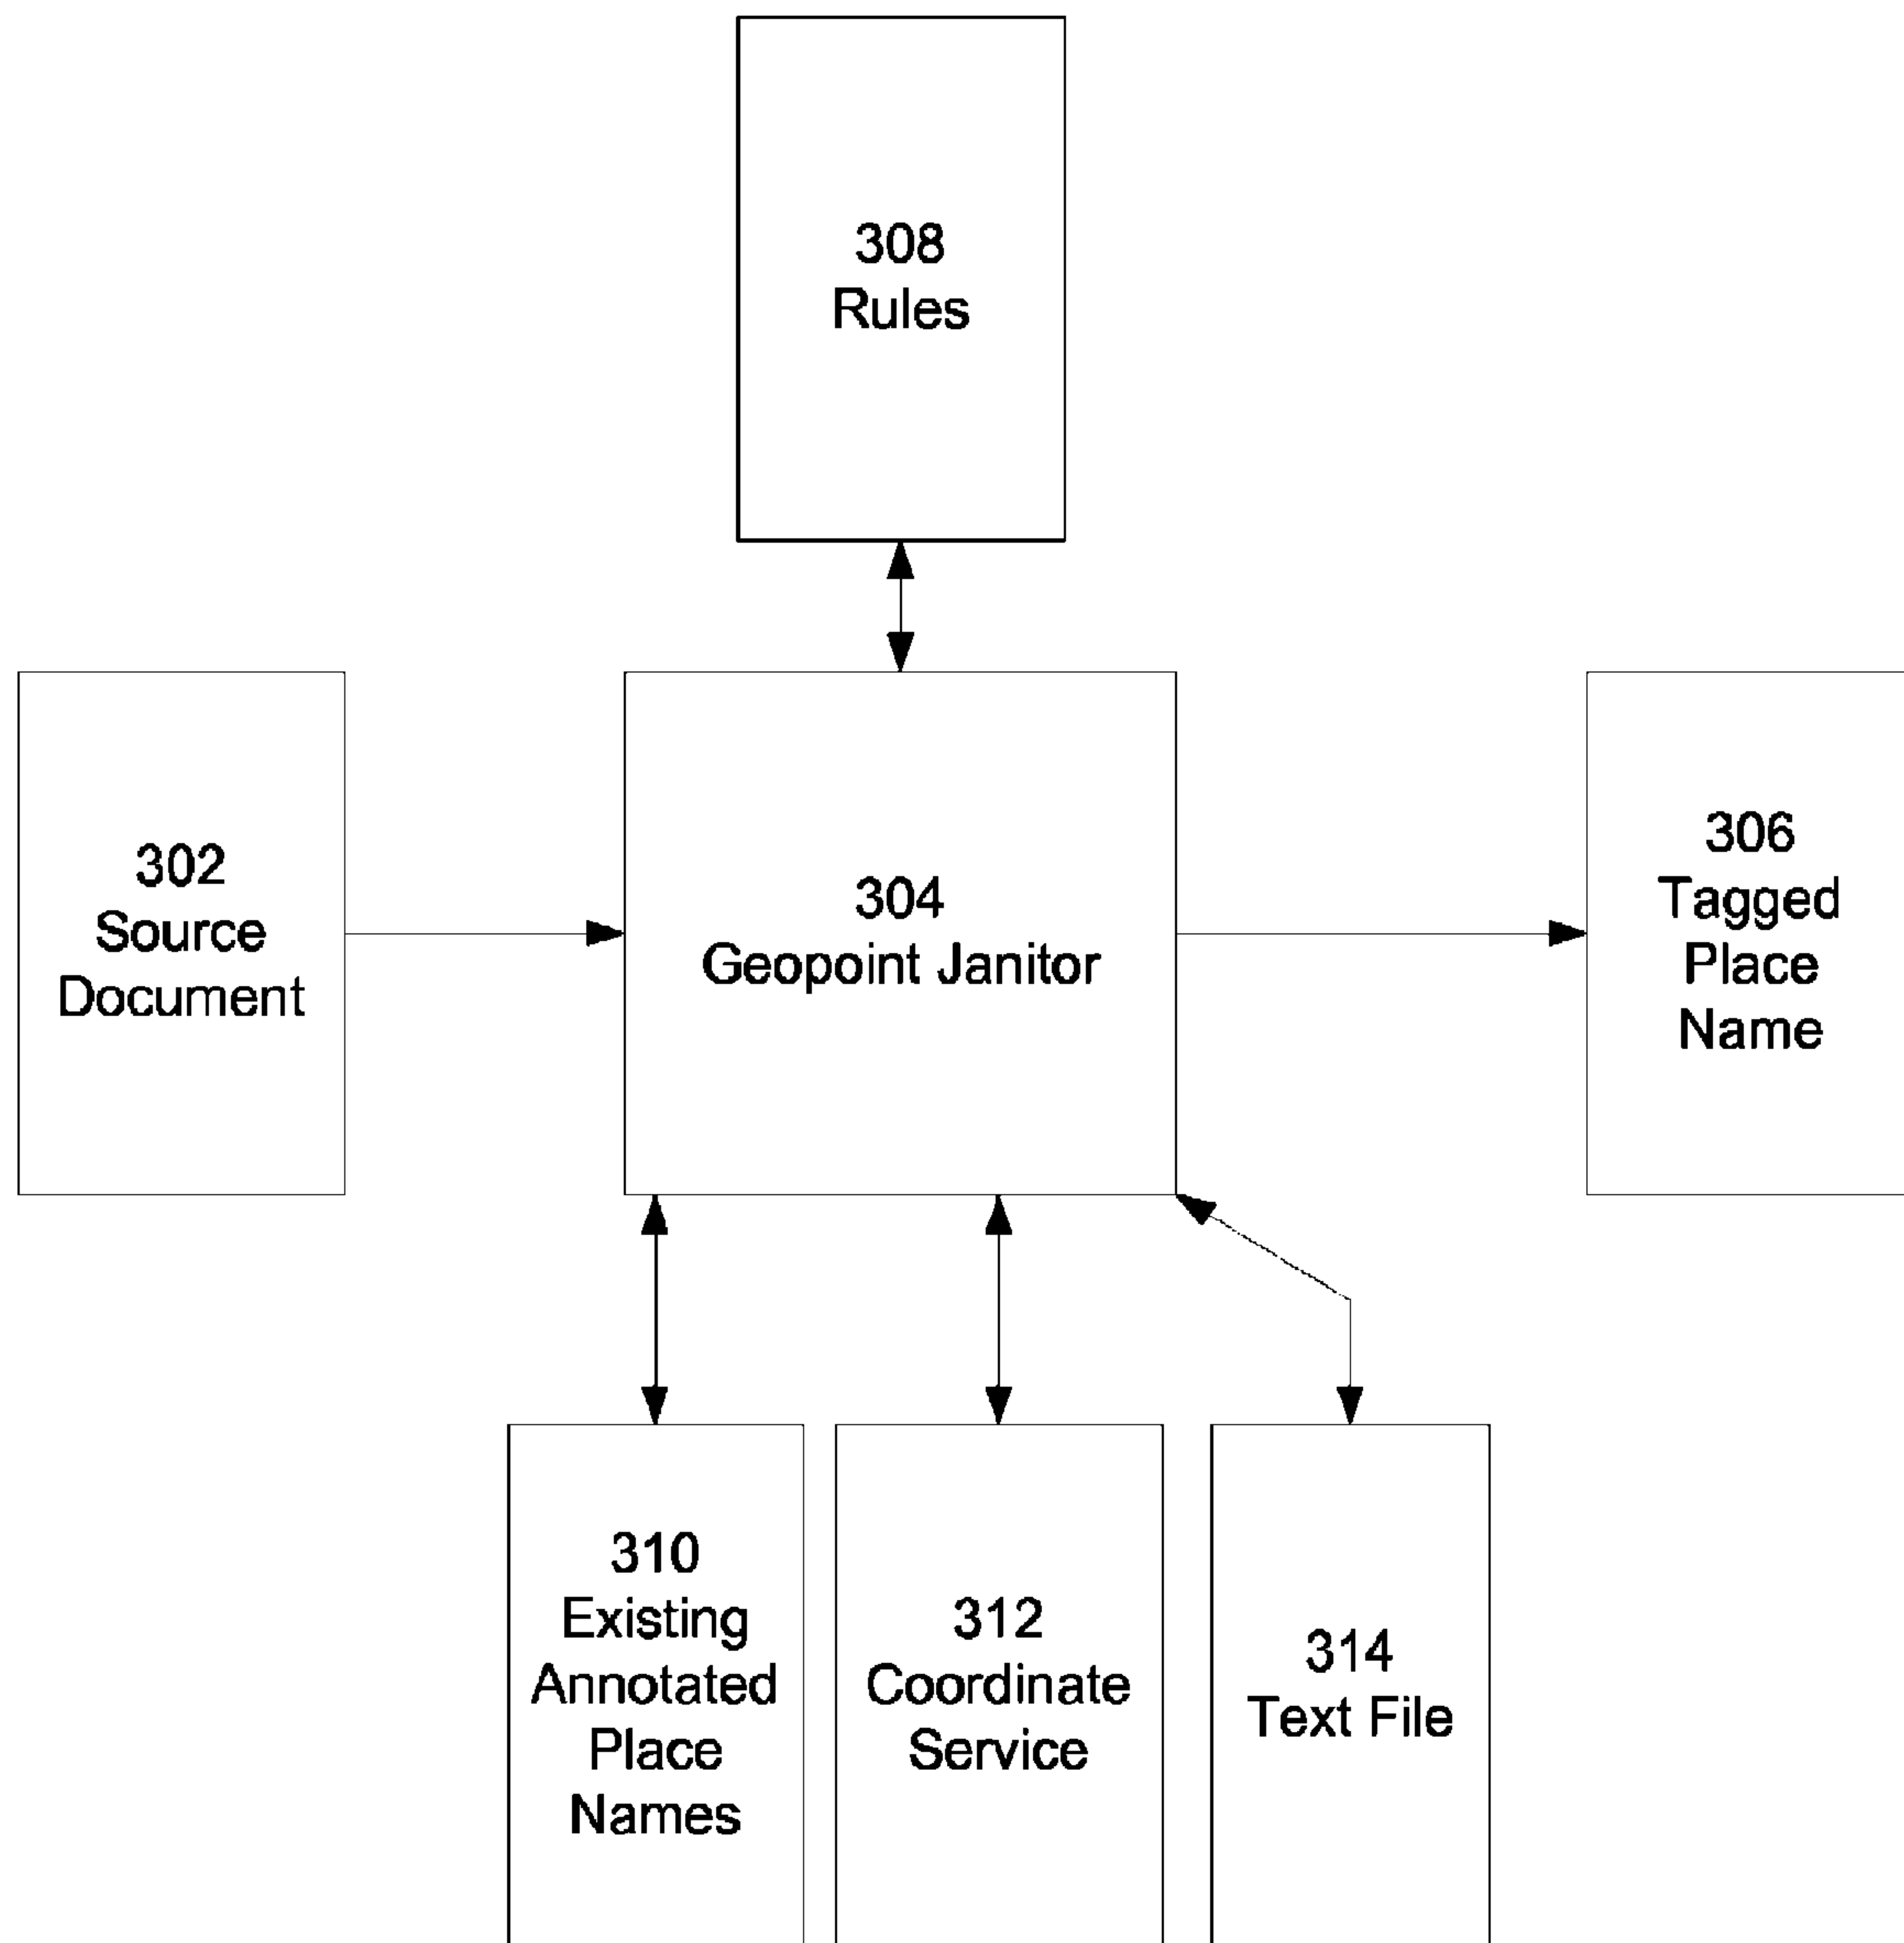 308
Rules
302
Source
Document
304
Geopoint Janitor
306
Tagged
Place
Name
310
Existing
Annotated
Place
Names
312
Coordinate
Service
314
Text File